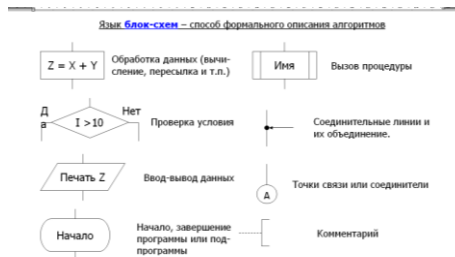 Язык блок-схем – способ формального описания алгоритмов
Z = X + Y
Обработка данных (вычи-
сление, пересылка и т.п.)
Имя
Вызов процедуры
Д
а
I >10
Нет
Проверка условия
Соединительные линии и
их объединение.
Печать Z
Ввод-вывод данных
A
Точки связи или соединители
Начало
Начало, завершение
программы или под-
программы
Комментарий